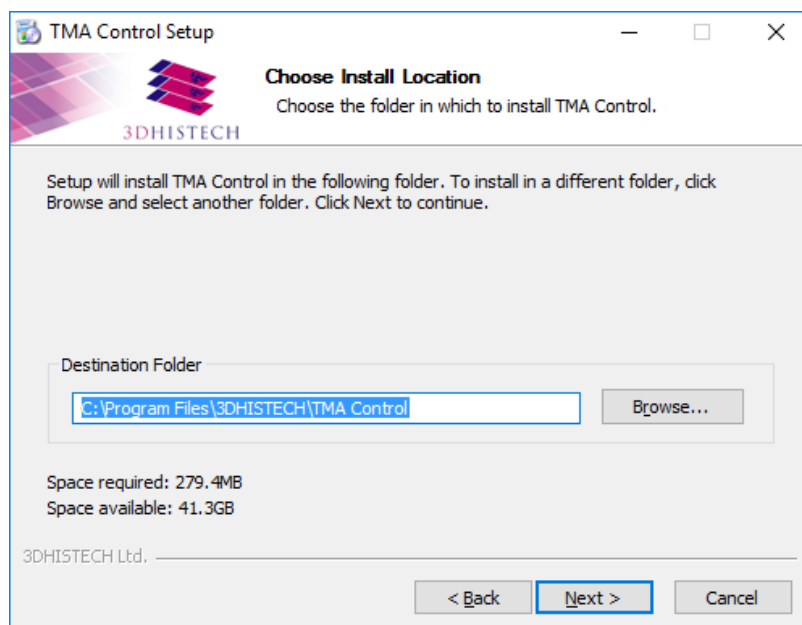 TMA Control Setup
Choose Install Location
Choose the folder in which to install TMA Control.
3DHISTECH
Setup will install TMA Control in the following folder. To install in a different folder, click
Browse and select another folder. Click Next to continue.
Destination Folder
C:\Program Files\3DHISTECH\TMA Control
Browse...
Space required: 279.4MB
Space available: 41.3GB
3DHISTECH Ltd.
< Back
Next >
Cancel